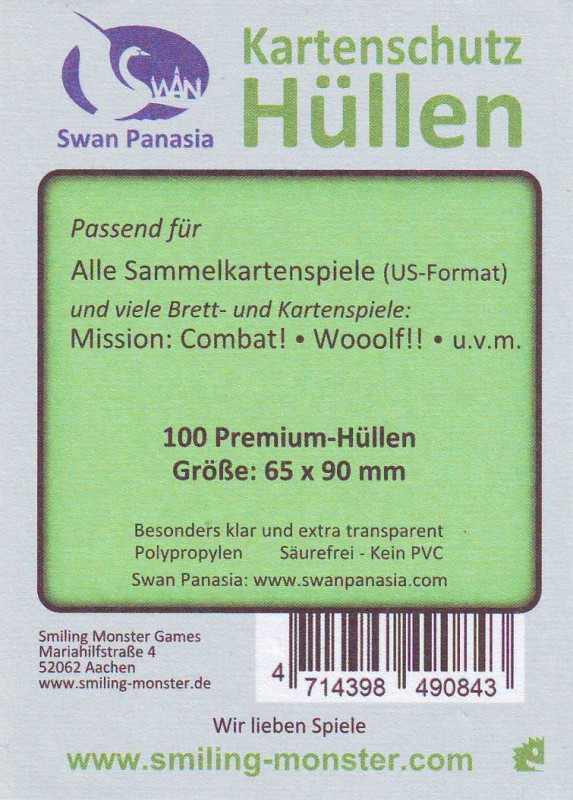 Kartenschutz
Hüllen
SWAN
Swan Panasia
Passend für
Alle Sammelkartenspiele (US-Format)
und viele Brett- und Kartenspiele:
Mission: Combat! • Wooolf!! • u.v.m.
100 Premium-Hüllen
Größe: 65 x 90 mm
Besonders klar und extra transparent
Polypropylen Säurefrei - Kein PVC
Swan Panasia: www.swanpanasia.com
Smiling Monster Games
Mariahilfstraße 4
52062 Aachen
www.smiling-monster.de
4 714398 490843
Wir lieben Spiele
www.smiling-monster.com